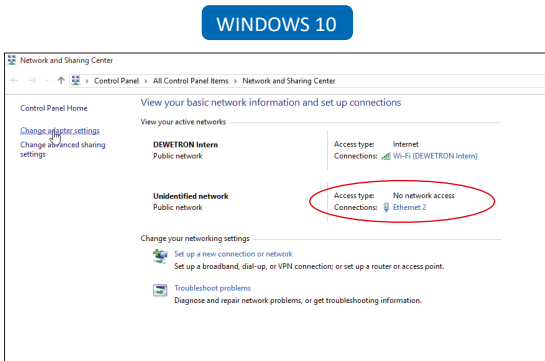 WINDOWS 10
Network and Sharing Center
Control Panel > All Control Panel Items > Network and Sharing Center
Control Panel Home
Change adapter settings
Change advanced sharing
settings
View your basic network information and set up connections
View your active networks
DEWETRON Intern
Public network
Access type: Internet
Connections: Wi-Fi (DEWETRON Intern)
Unidentified network
Public network
Access type: No network access
Connections: Ethernet 2
Change your networking settings
Set up a new connection or network
Set up a broadband, dial-up, or VPN connection; or set up a router or access point.
Troubleshoot problems
Diagnose and repair network problems, or get troubleshooting information.